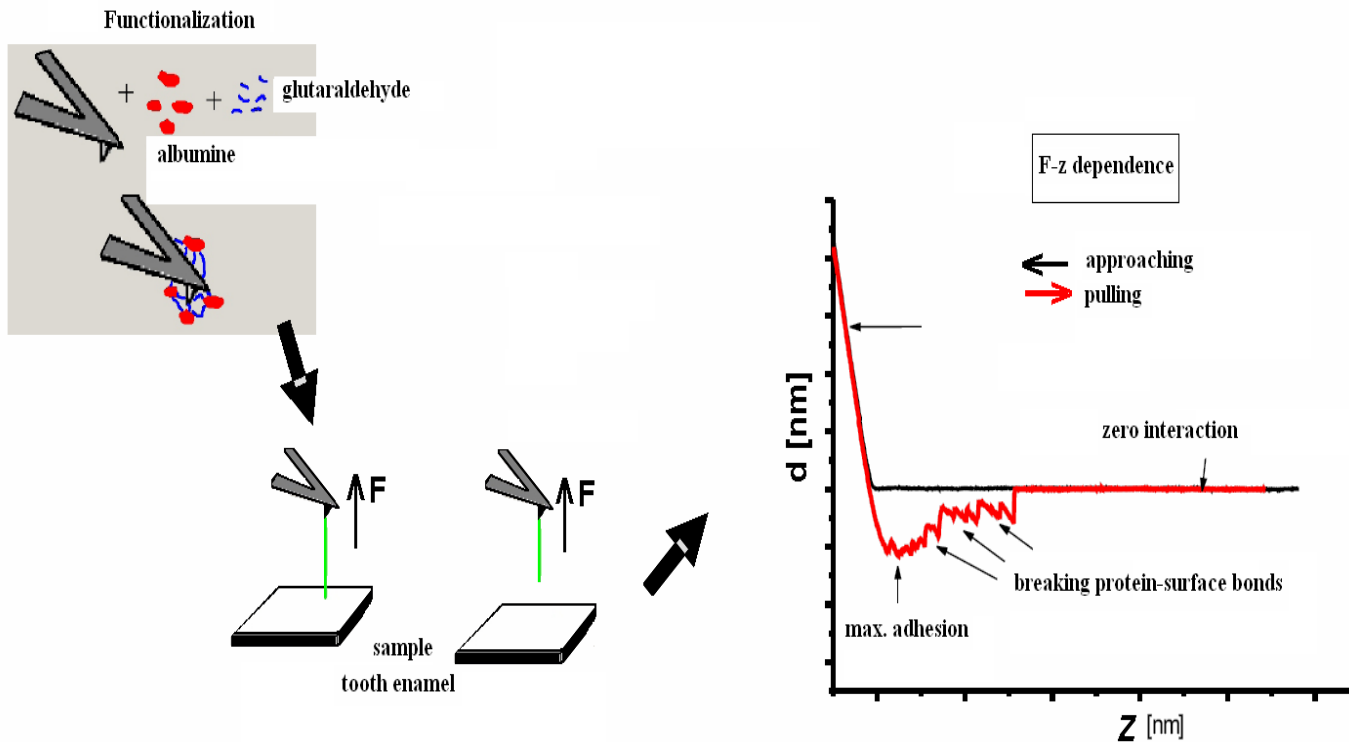 Functionalization
+
+
glutaraldehyde
albumine
F
F
sample
tooth enamel
F-z dependence
approaching
pulling
d [nm]
zero interaction
breaking protein-surface bonds
max. adhesion
Z [nm]